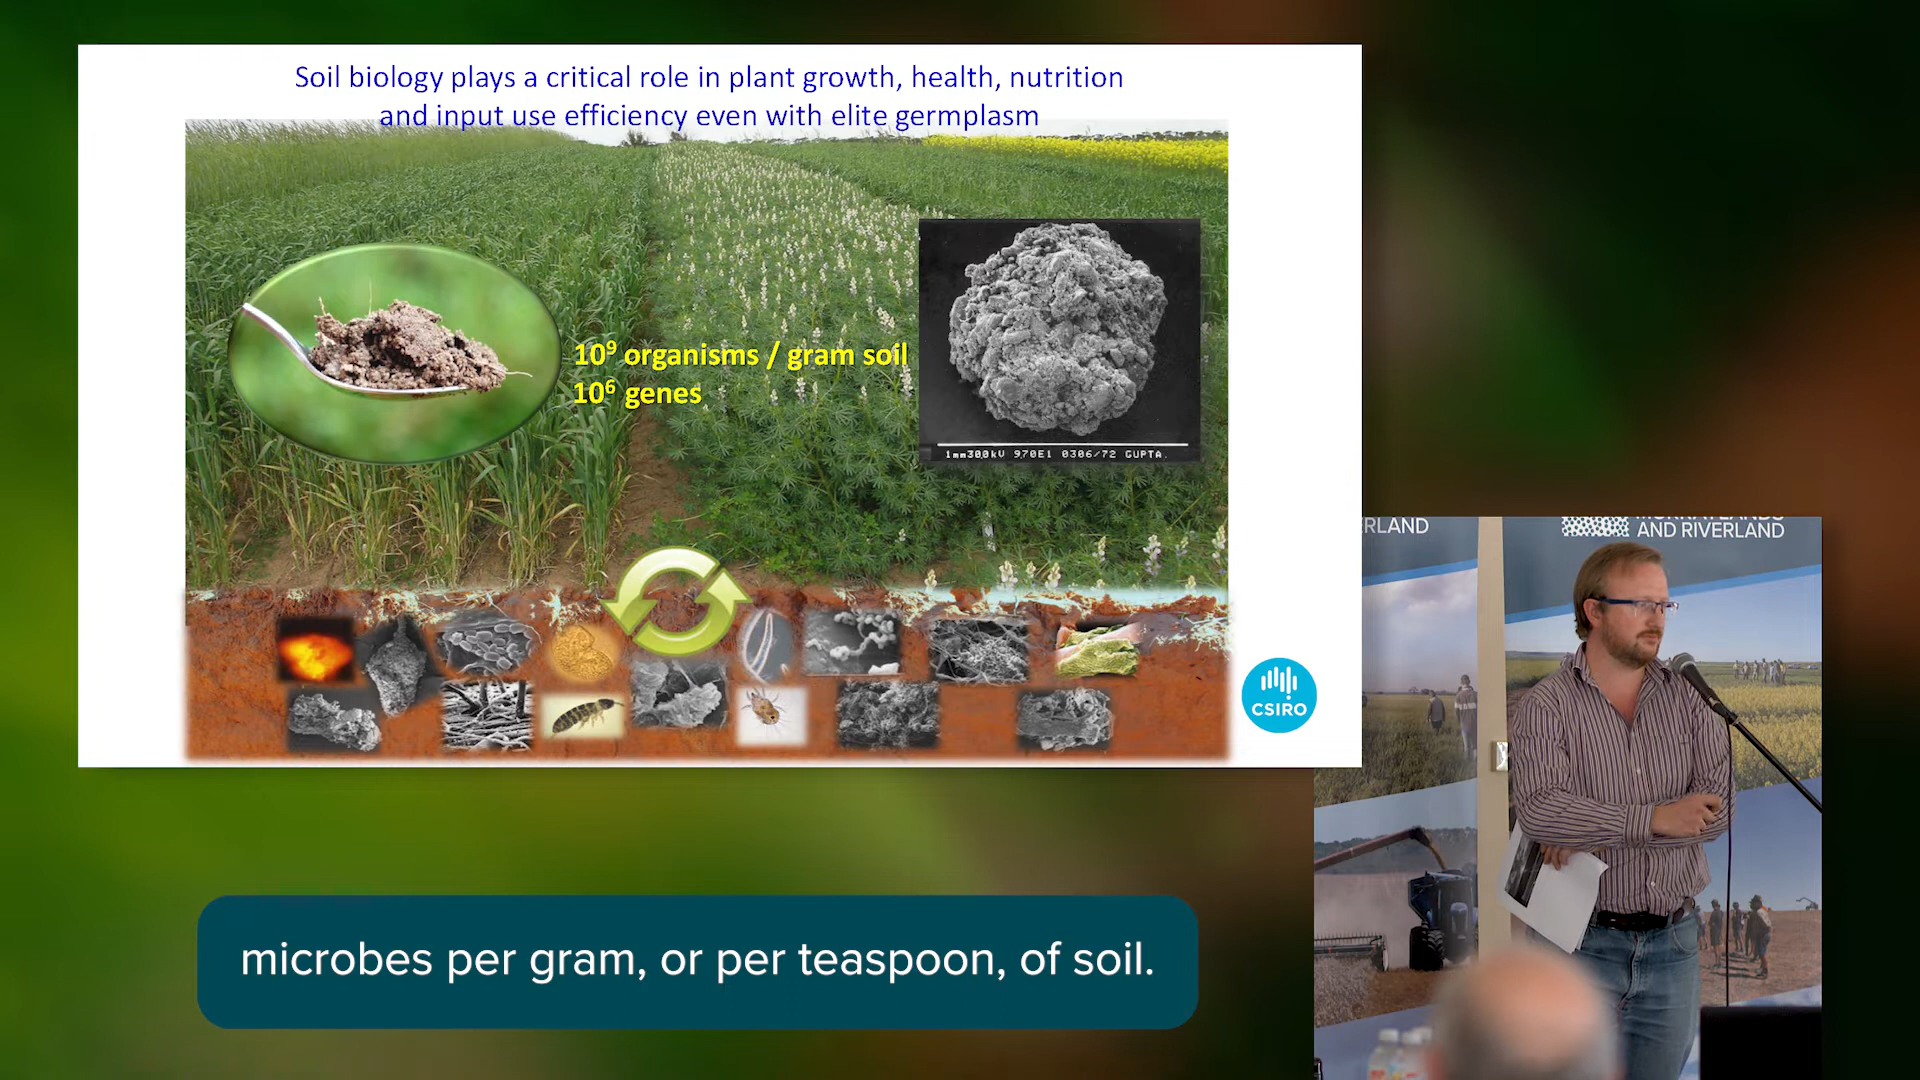 Soil biology plays a critical role in plant growth, health, nutrition
and input use efficiency even with elite germplasm
10⁹ organisms / gram soil
10⁶ genes
1mm300kV 970E1 0306/72 GUPTA
CSIRO
RLAND
AND RIVERLAND
microbes per gram, or per teaspoon, of soil.